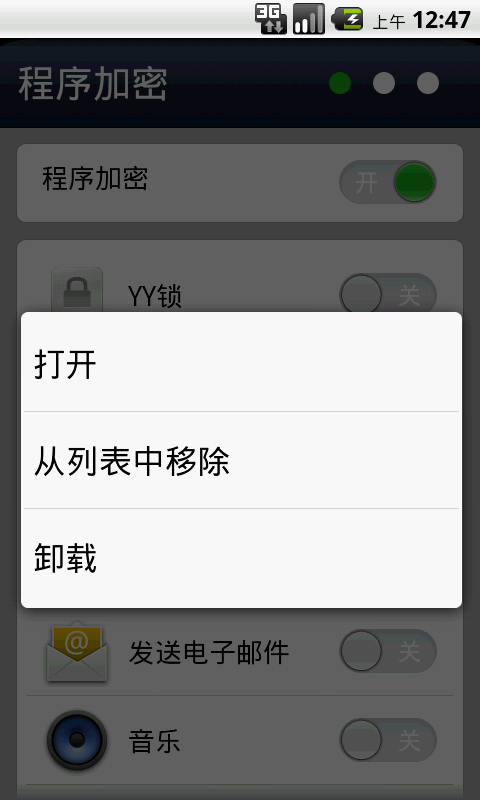 3G 上午 12:47
程序加密
程序加密 开
YY锁 关
打开
从列表中移除
卸载
@
发送电子邮件 关
音乐 关